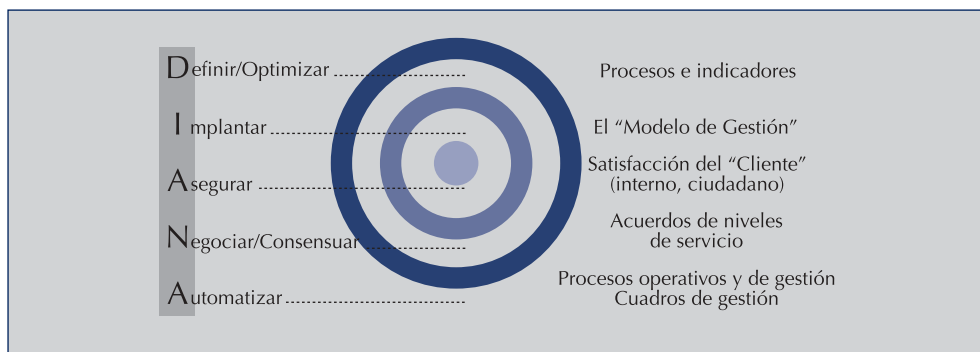 Definir/Optimizar ........................ Procesos e indicadores
Implantar ........................ El “Modelo de Gestión”
Asegurar ........................ Satisfacción del “Cliente”
(interno, ciudadano)
Negociar/Consensuar ........................ Acuerdos de niveles
de servicio
Automatizar ........................ Procesos operativos y de gestión
Cuadros de gestión